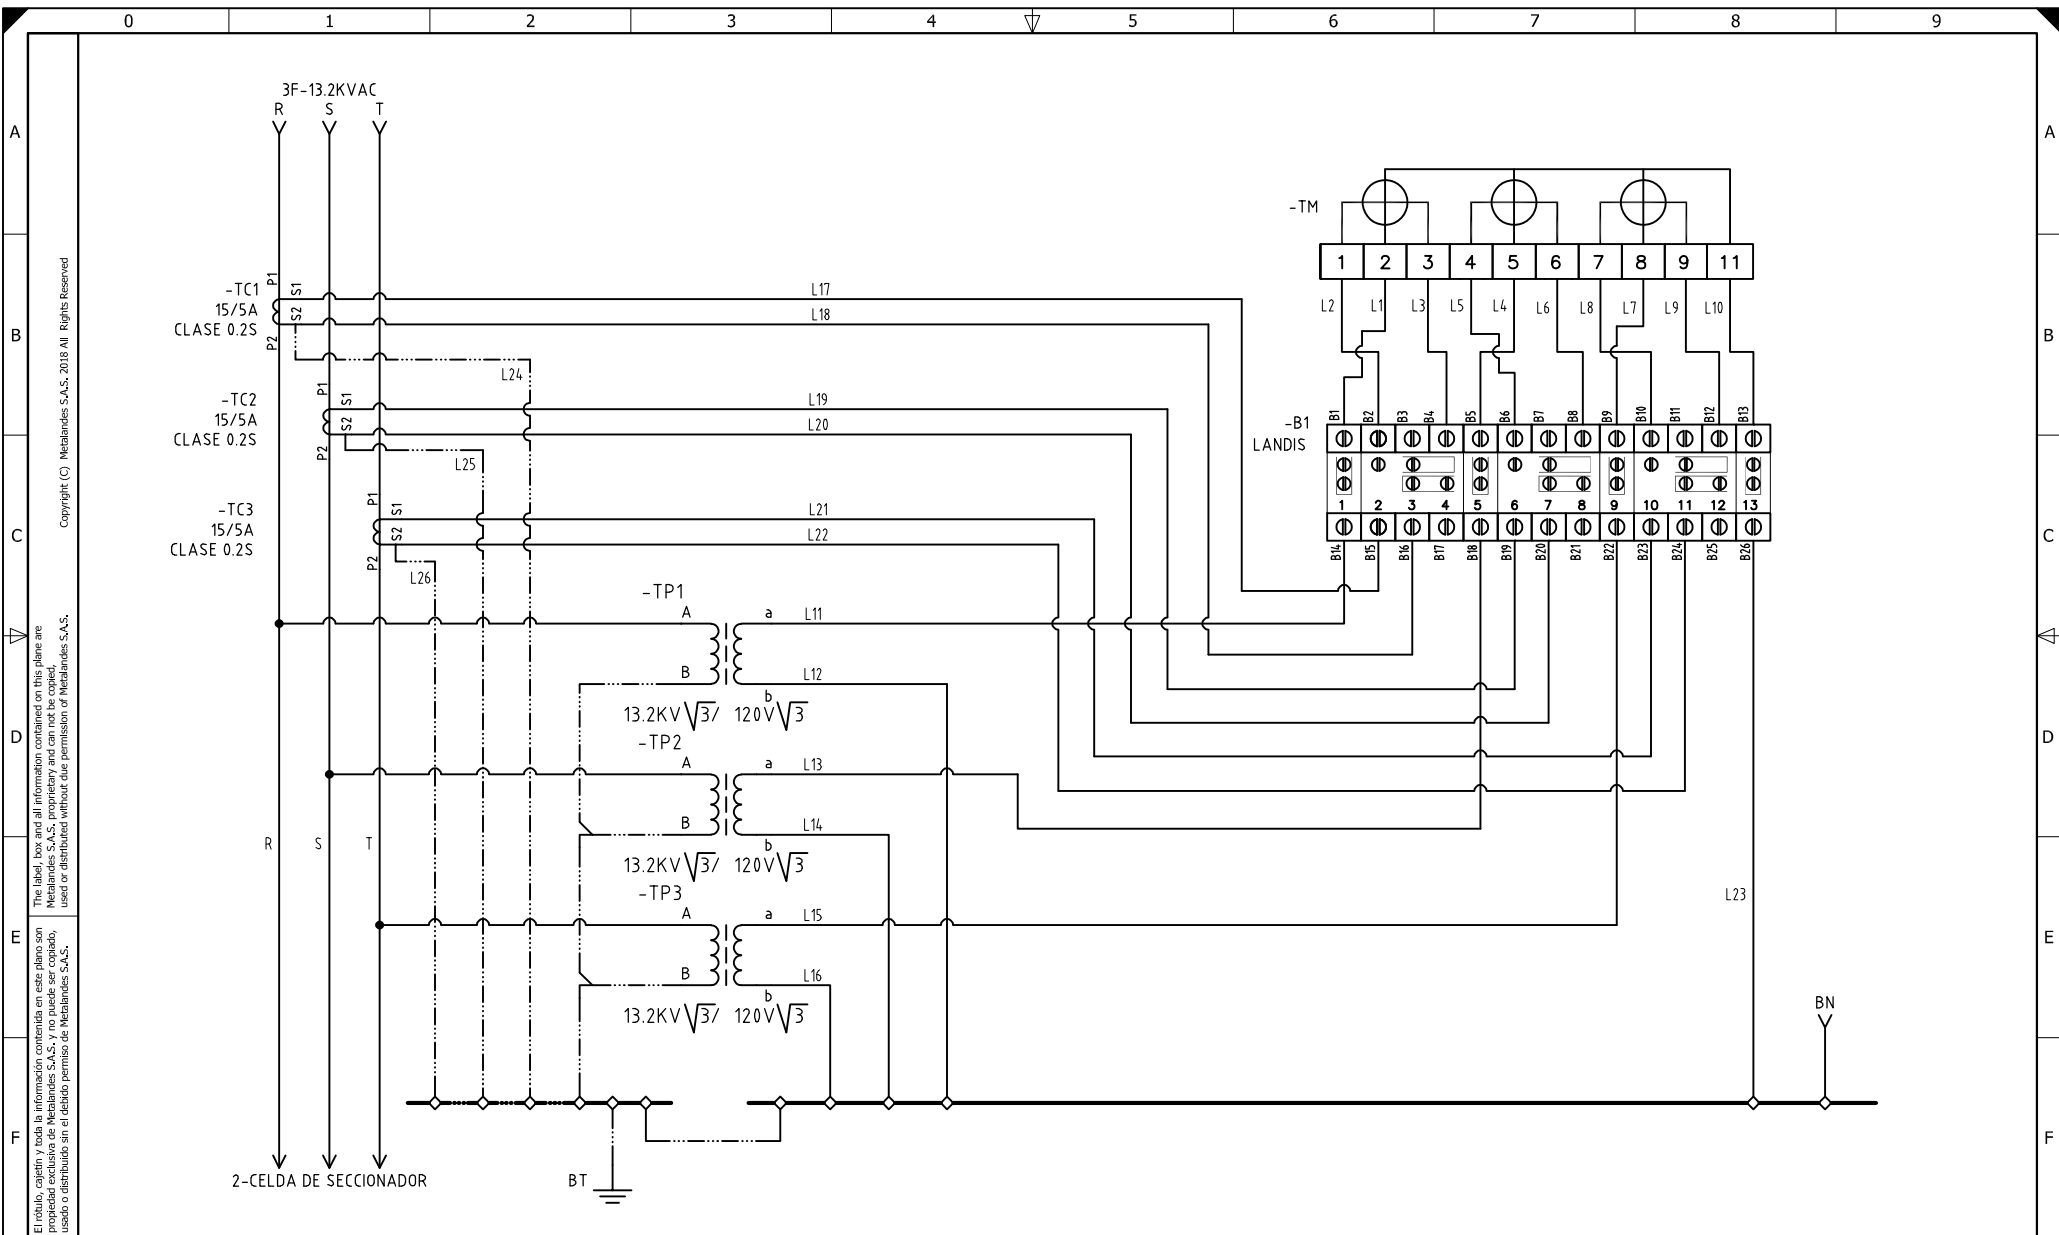 0 1 2 3 4 5 6 7 8 9
A
B
C
D
E
F
A
B
C
D
E
F
Copyright (C) Metalandes S.A.S. 2018 All Rights Reserved
The label, box and all information contained on this plane are
Metalandes S.A.S. proprietary and can not be copied,
used or distributed without due permission of Metalandes S.A.S.
El rótulo, cajetín y toda la información contenida en este plano son
propiedad exclusiva de Metalandes S.A.S. y no puede ser copiado,
usado o distribuido sin el debido permiso de Metalandes S.A.S.
3F-13.2KVAC
R S T
-TC1
15/5A
CLASE 0.2S
P1
P2
S1
S2
L17
L18
L24
-TC2
15/5A
CLASE 0.2S
P1
P2
S1
S2
L19
L20
L25
-TC3
15/5A
CLASE 0.2S
P1
P2
S1
S2
L21
L22
L26
-TM
1 2 3 4 5 6 7 8 9 11
L2 L1 L3 L5 L4 L6 L8 L7 L9 L10
-B1
LANDIS
B1 B2 B3 B4 B5 B6 B7 B8 B9 B10 B11 B12 B13
1 2 3 4 5 6 7 8 9 10 11 12 13
B14 B15 B16 B17 B18 B19 B20 B21 B22 B23 B24 B25 B26
-TP1
A a L11
B L12
b
13.2KV√3/ 120V√3
-TP2
A a L13
B L14
b
13.2KV√3/ 120V√3
R S T
-TP3
A a L15
B L16
b
13.2KV√3/ 120V√3
L23
BN
2-CELDA DE SECCIONADOR
BT